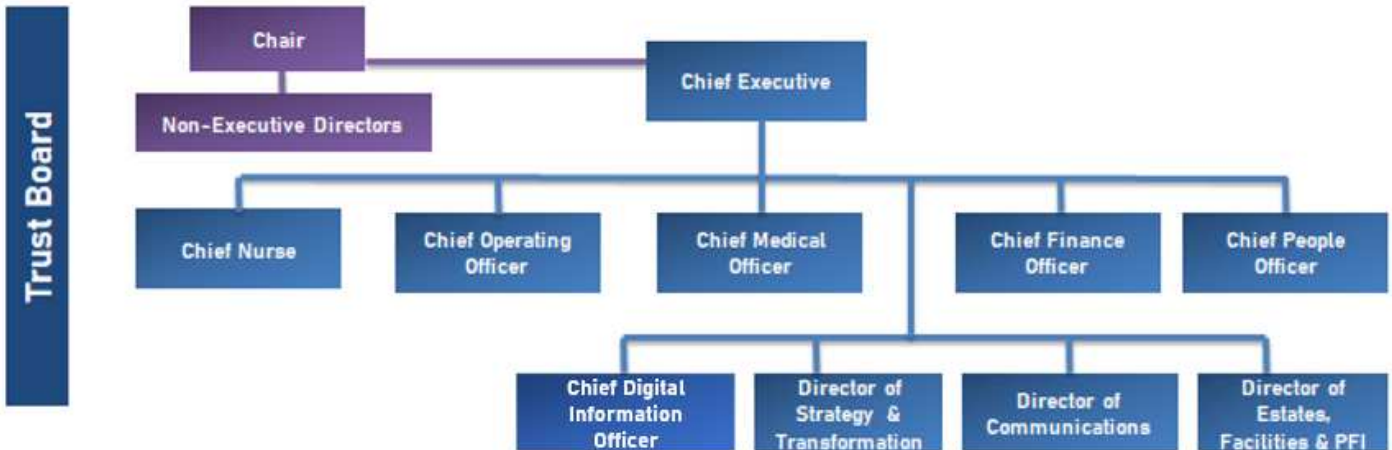 Trust Board
Chair
Non-Executive Directors
Chief Executive
Chief Nurse
Chief Operating
Officer
Chief Medical
Officer
Chief Finance
Officer
Chief People
Officer
Chief Digital
Information
Officer
Director of
Strategy &
Transformation
Director of
Communications
Director of
Estates,
Facilities & PFI